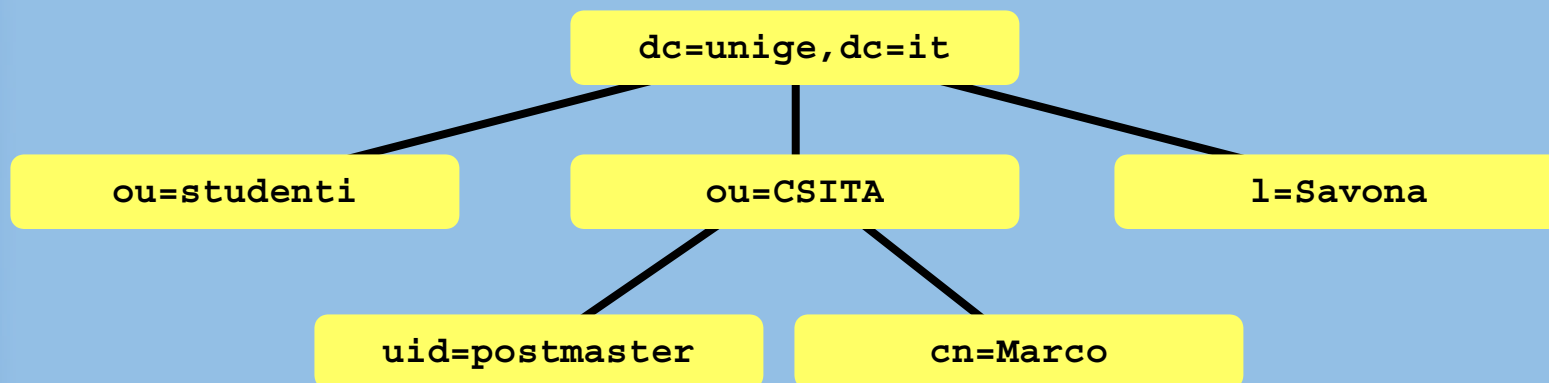 dc=unige,dc=it
ou=studenti
ou=CSITA
l=Savona
uid=postmaster
cn=Marco